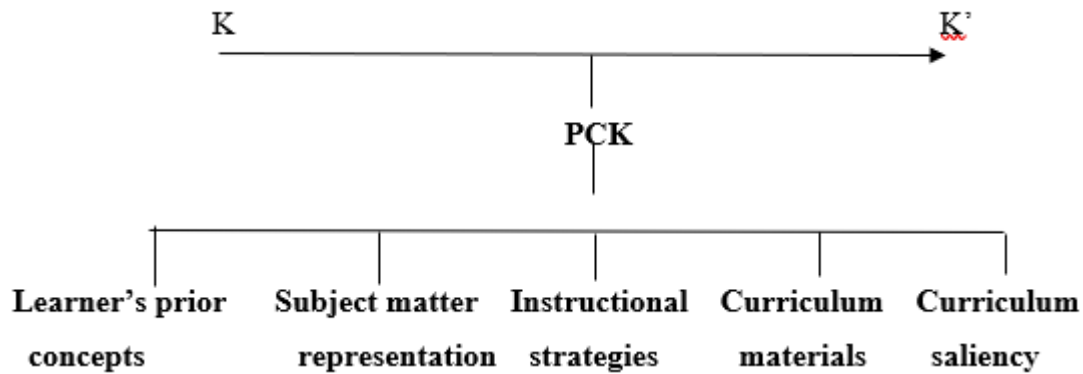 K K’
PCK
Learner’s prior Subject matter Instructional Curriculum Curriculum
concepts representation strategies materials saliency